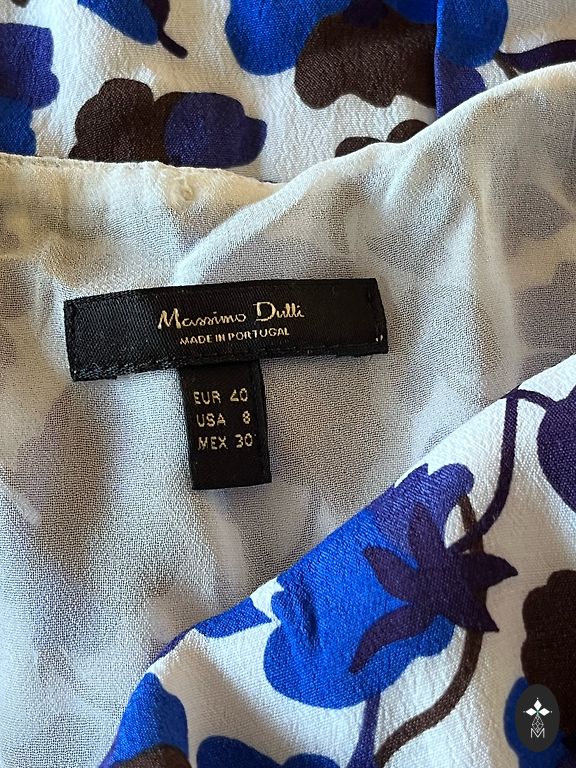 Massimo Dutti
MADE IN PORTUGAL
EUR 40
USA 8
MEX 30
M